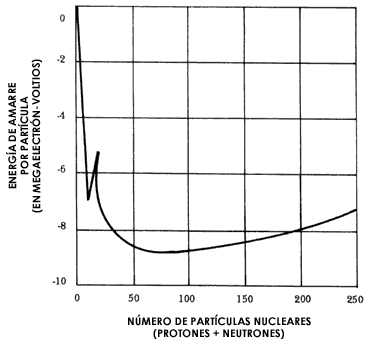 ENERGÍA DE AMARRE
POR PARTÍCULA
(EN MEGAELECTRÓN-VOLTIOS)
0
-2
-4
-6
-8
-10
0
50
100
150
200
250
NÚMERO DE PARTÍCULAS NUCLEARES
(PROTONES + NEUTRONES)